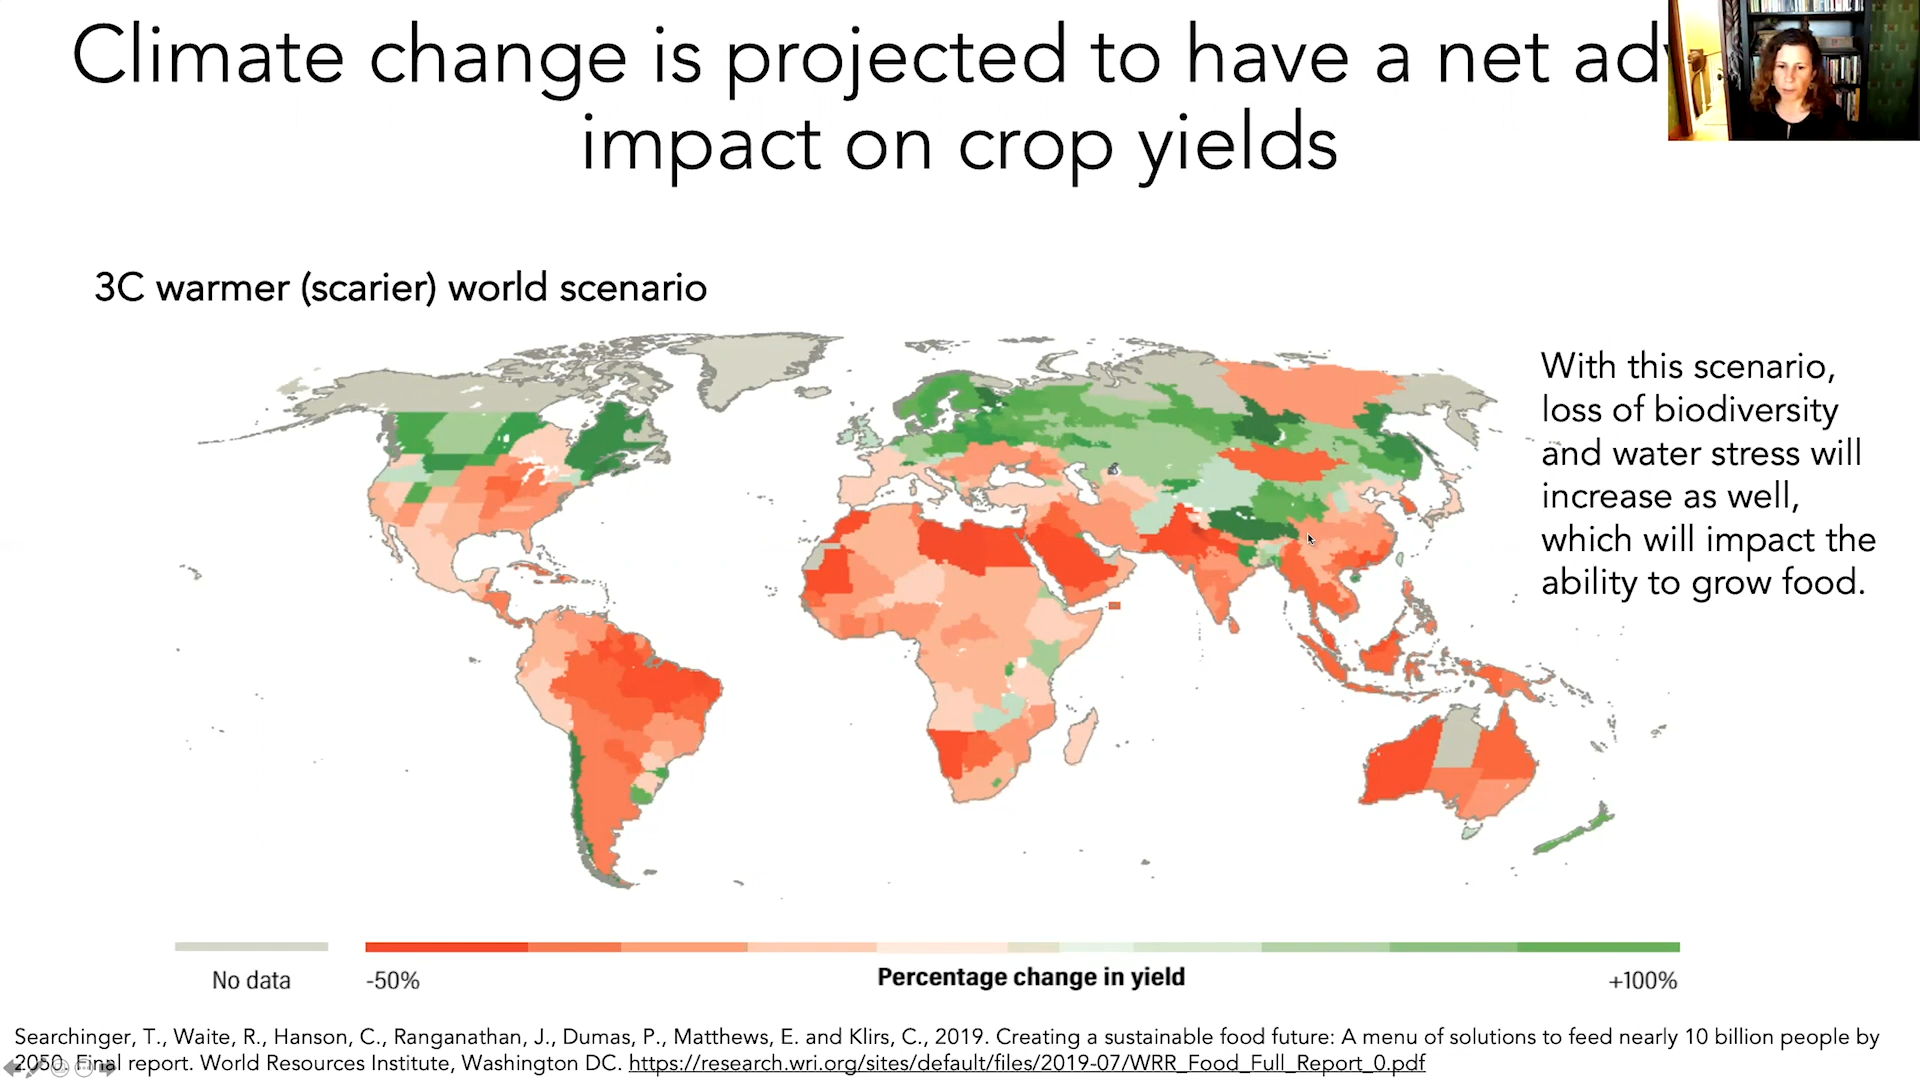 Climate change is projected to have a net
impact on crop yields
3C warmer (scarier) world scenario
With this scenario,
loss of biodiversity
and water stress will
increase as well,
which will impact the
ability to grow food.
No data
-50%
Percentage change in yield
+100%
Searchinger, T., Waite, R., Hanson, C., Ranganathan, J., Dumas, P., Matthews, E. and Klirs, C., 2019. Creating a sustainable food future: A menu of solutions to feed nearly 10 billion people by
2050. Final report. World Resources Institute, Washington DC. https://research.wri.org/sites/default/files/2019-07/WRR_Food_Full_Report_0.pdf